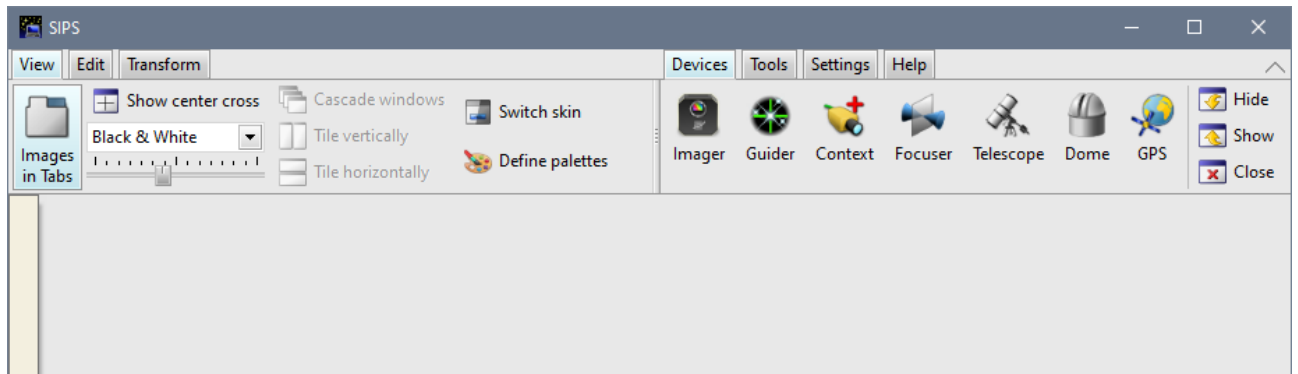 SIPS
View Edit Transform Devices Tools Settings Help
Images
in Tabs
Show center cross
Black & White
Cascade windows
Tile vertically
Tile horizontally
Switch skin
Define palettes
Imager Guider Context Focuser Telescope Dome GPS
Hide
Show
Close